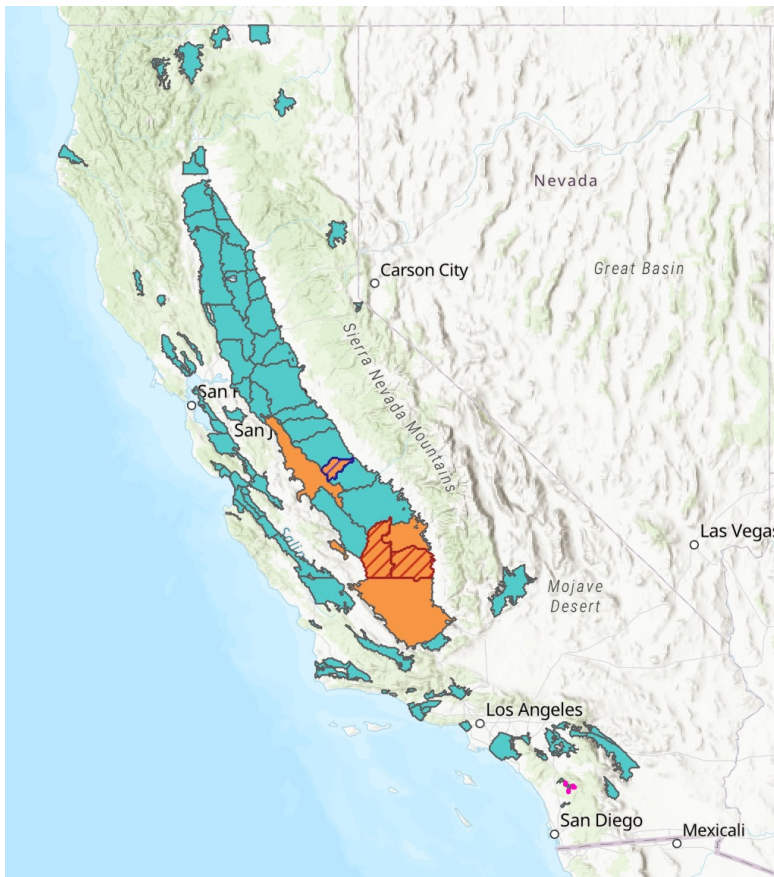 Nevada
Great Basin
Carson City
Sierra Nevada Mountains
San F
San J
Las Vegas
Mojave
Desert
Los Angeles
San Diego
Mexicali